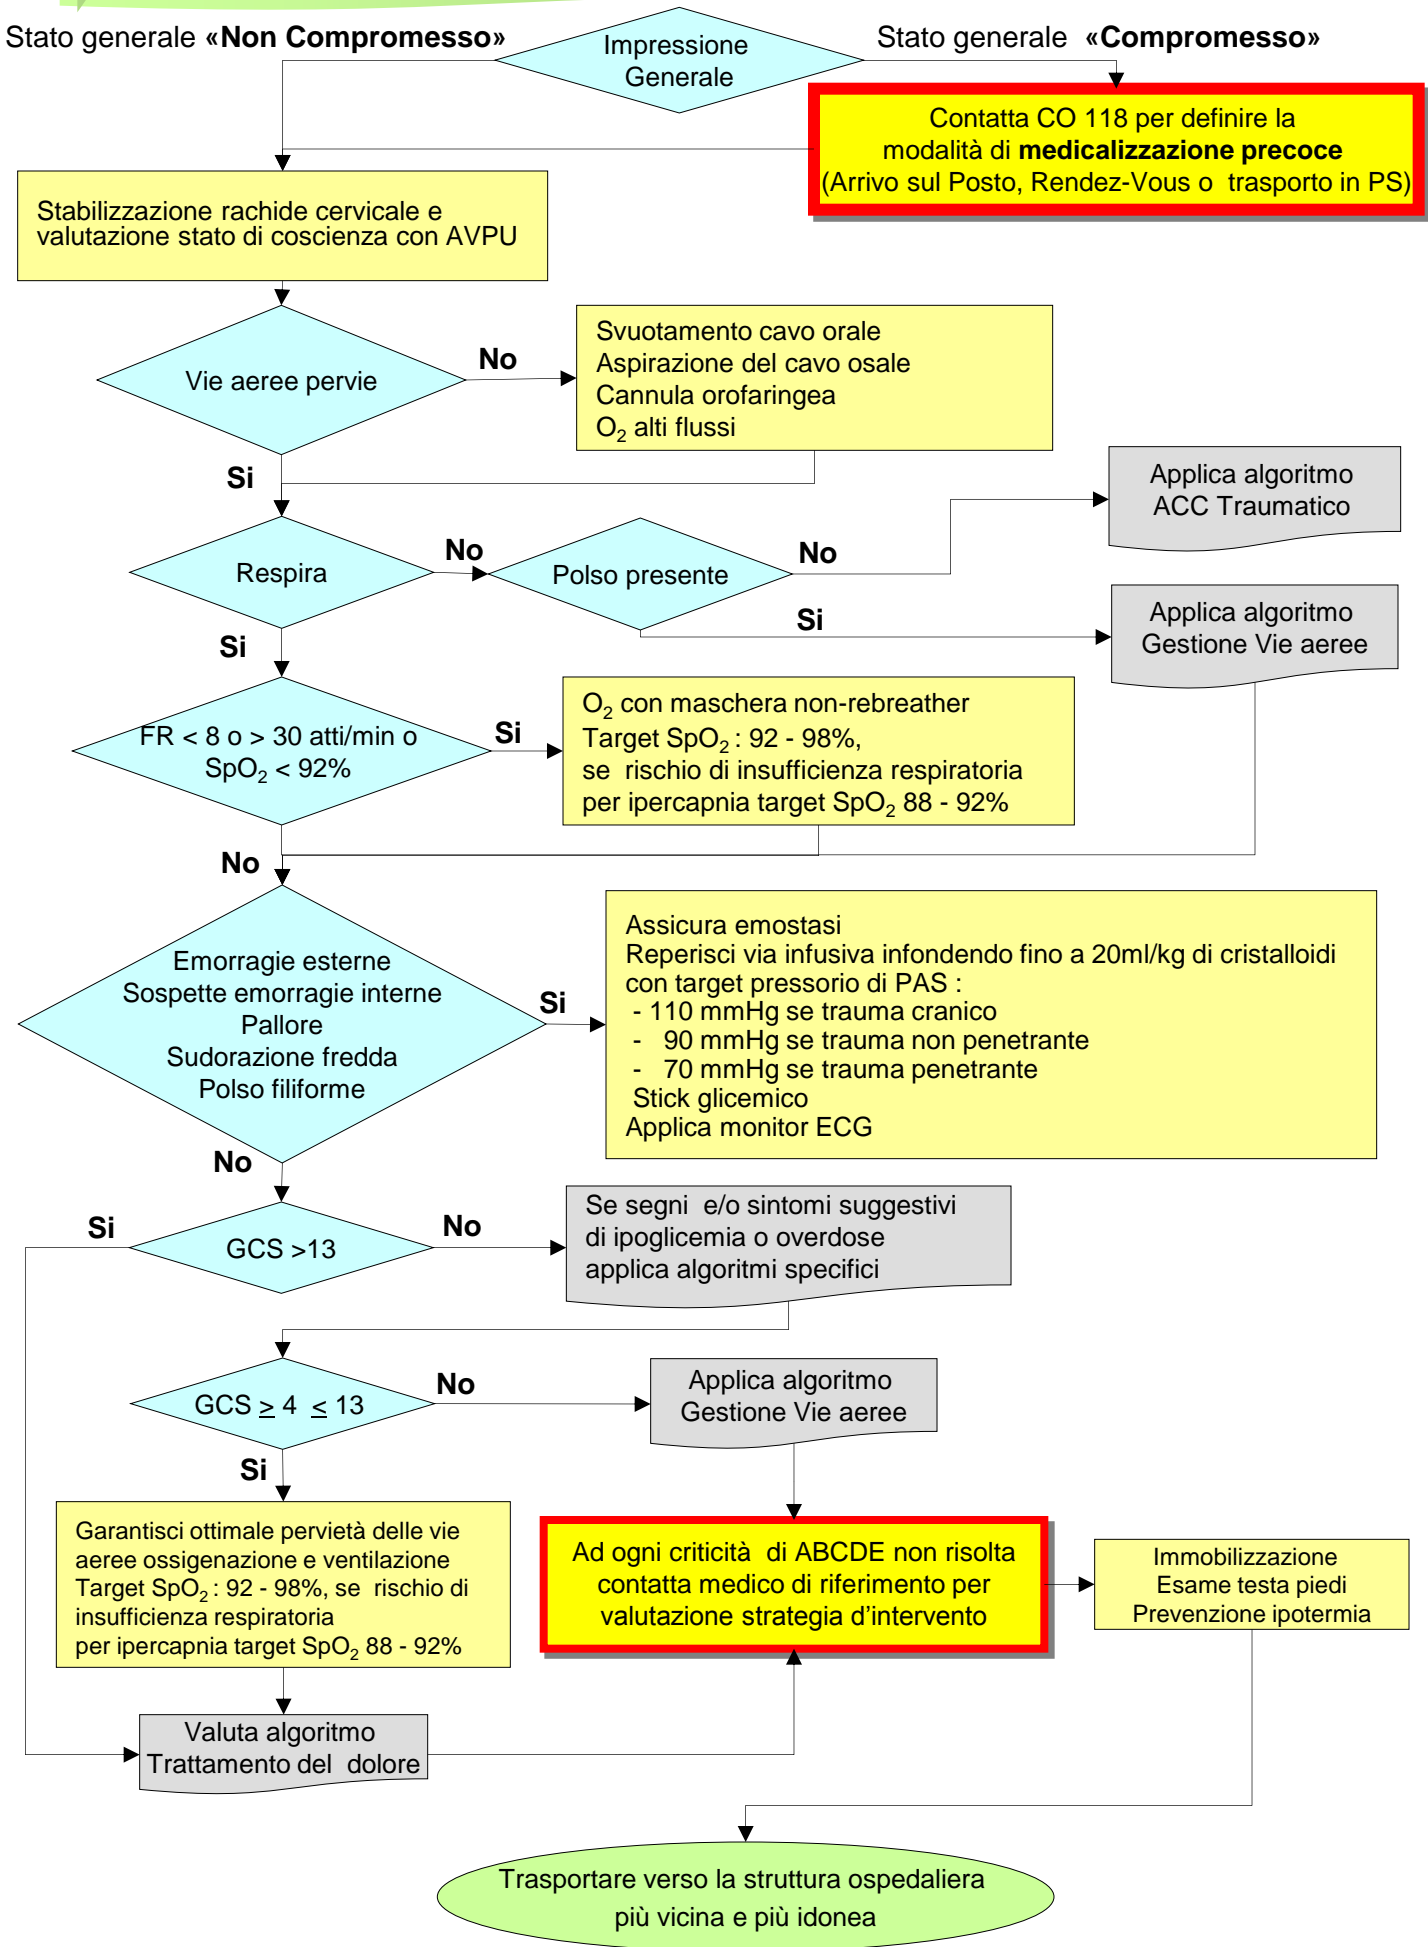 Stato generale «Non Compromesso»
Impressione
Generale
Stato generale «Compromesso»
Contatta CO 118 per definire la
modalità di medicalizzazione precoce
(Arrivo sul Posto, Rendez-Vous o trasporto in PS)
Stabilizzazione rachide cervicale e
valutazione stato di coscienza con AVPU
Vie aeree pervie
No
Svuotamento cavo orale
Aspirazione del cavo osale
Cannula orofaringea
O2 alti flussi
Si
Respira
No
Polso presente
No
Applica algoritmo
ACC Traumatico
Si
Applica algoritmo
Gestione Vie aeree
Si
FR < 8 o > 30 atti/min o
SpO2 < 92%
Si
O2 con maschera non-rebreather
Target SpO2 : 92 - 98%,
se rischio di insufficienza respiratoria
per ipercapnia target SpO2 88 - 92%
No
Emorragie esterne
Sospette emorragie interne
Pallore
Sudorazione fredda
Polso filiforme
Si
Assicura emostasi
Reperisci via infusiva infondendo fino a 20ml/kg di cristalloidi
con target pressorio di PAS :
- 110 mmHg se trauma cranico
- 90 mmHg se trauma non penetrante
- 70 mmHg se trauma penetrante
Stick glicemico
Applica monitor ECG
No
GCS >13
Si
No
Se segni e/o sintomi suggestivi
di ipoglicemia o overdose
applica algoritmi specifici
GCS ≥ 4 ≤ 13
No
Applica algoritmo
Gestione Vie aeree
Si
Garantisci ottimale pervietà delle vie
aeree ossigenazione e ventilazione
Target SpO2 : 92 - 98%, se rischio di
insufficienza respiratoria
per ipercapnia target SpO2 88 - 92%
Ad ogni criticità di ABCDE non risolta
contatta medico di riferimento per
valutazione strategia d'intervento
Immobilizzazione
Esame testa piedi
Prevenzione ipotermia
Valuta algoritmo
Trattamento del dolore
Trasportare verso la struttura ospedaliera
più vicina e più idonea